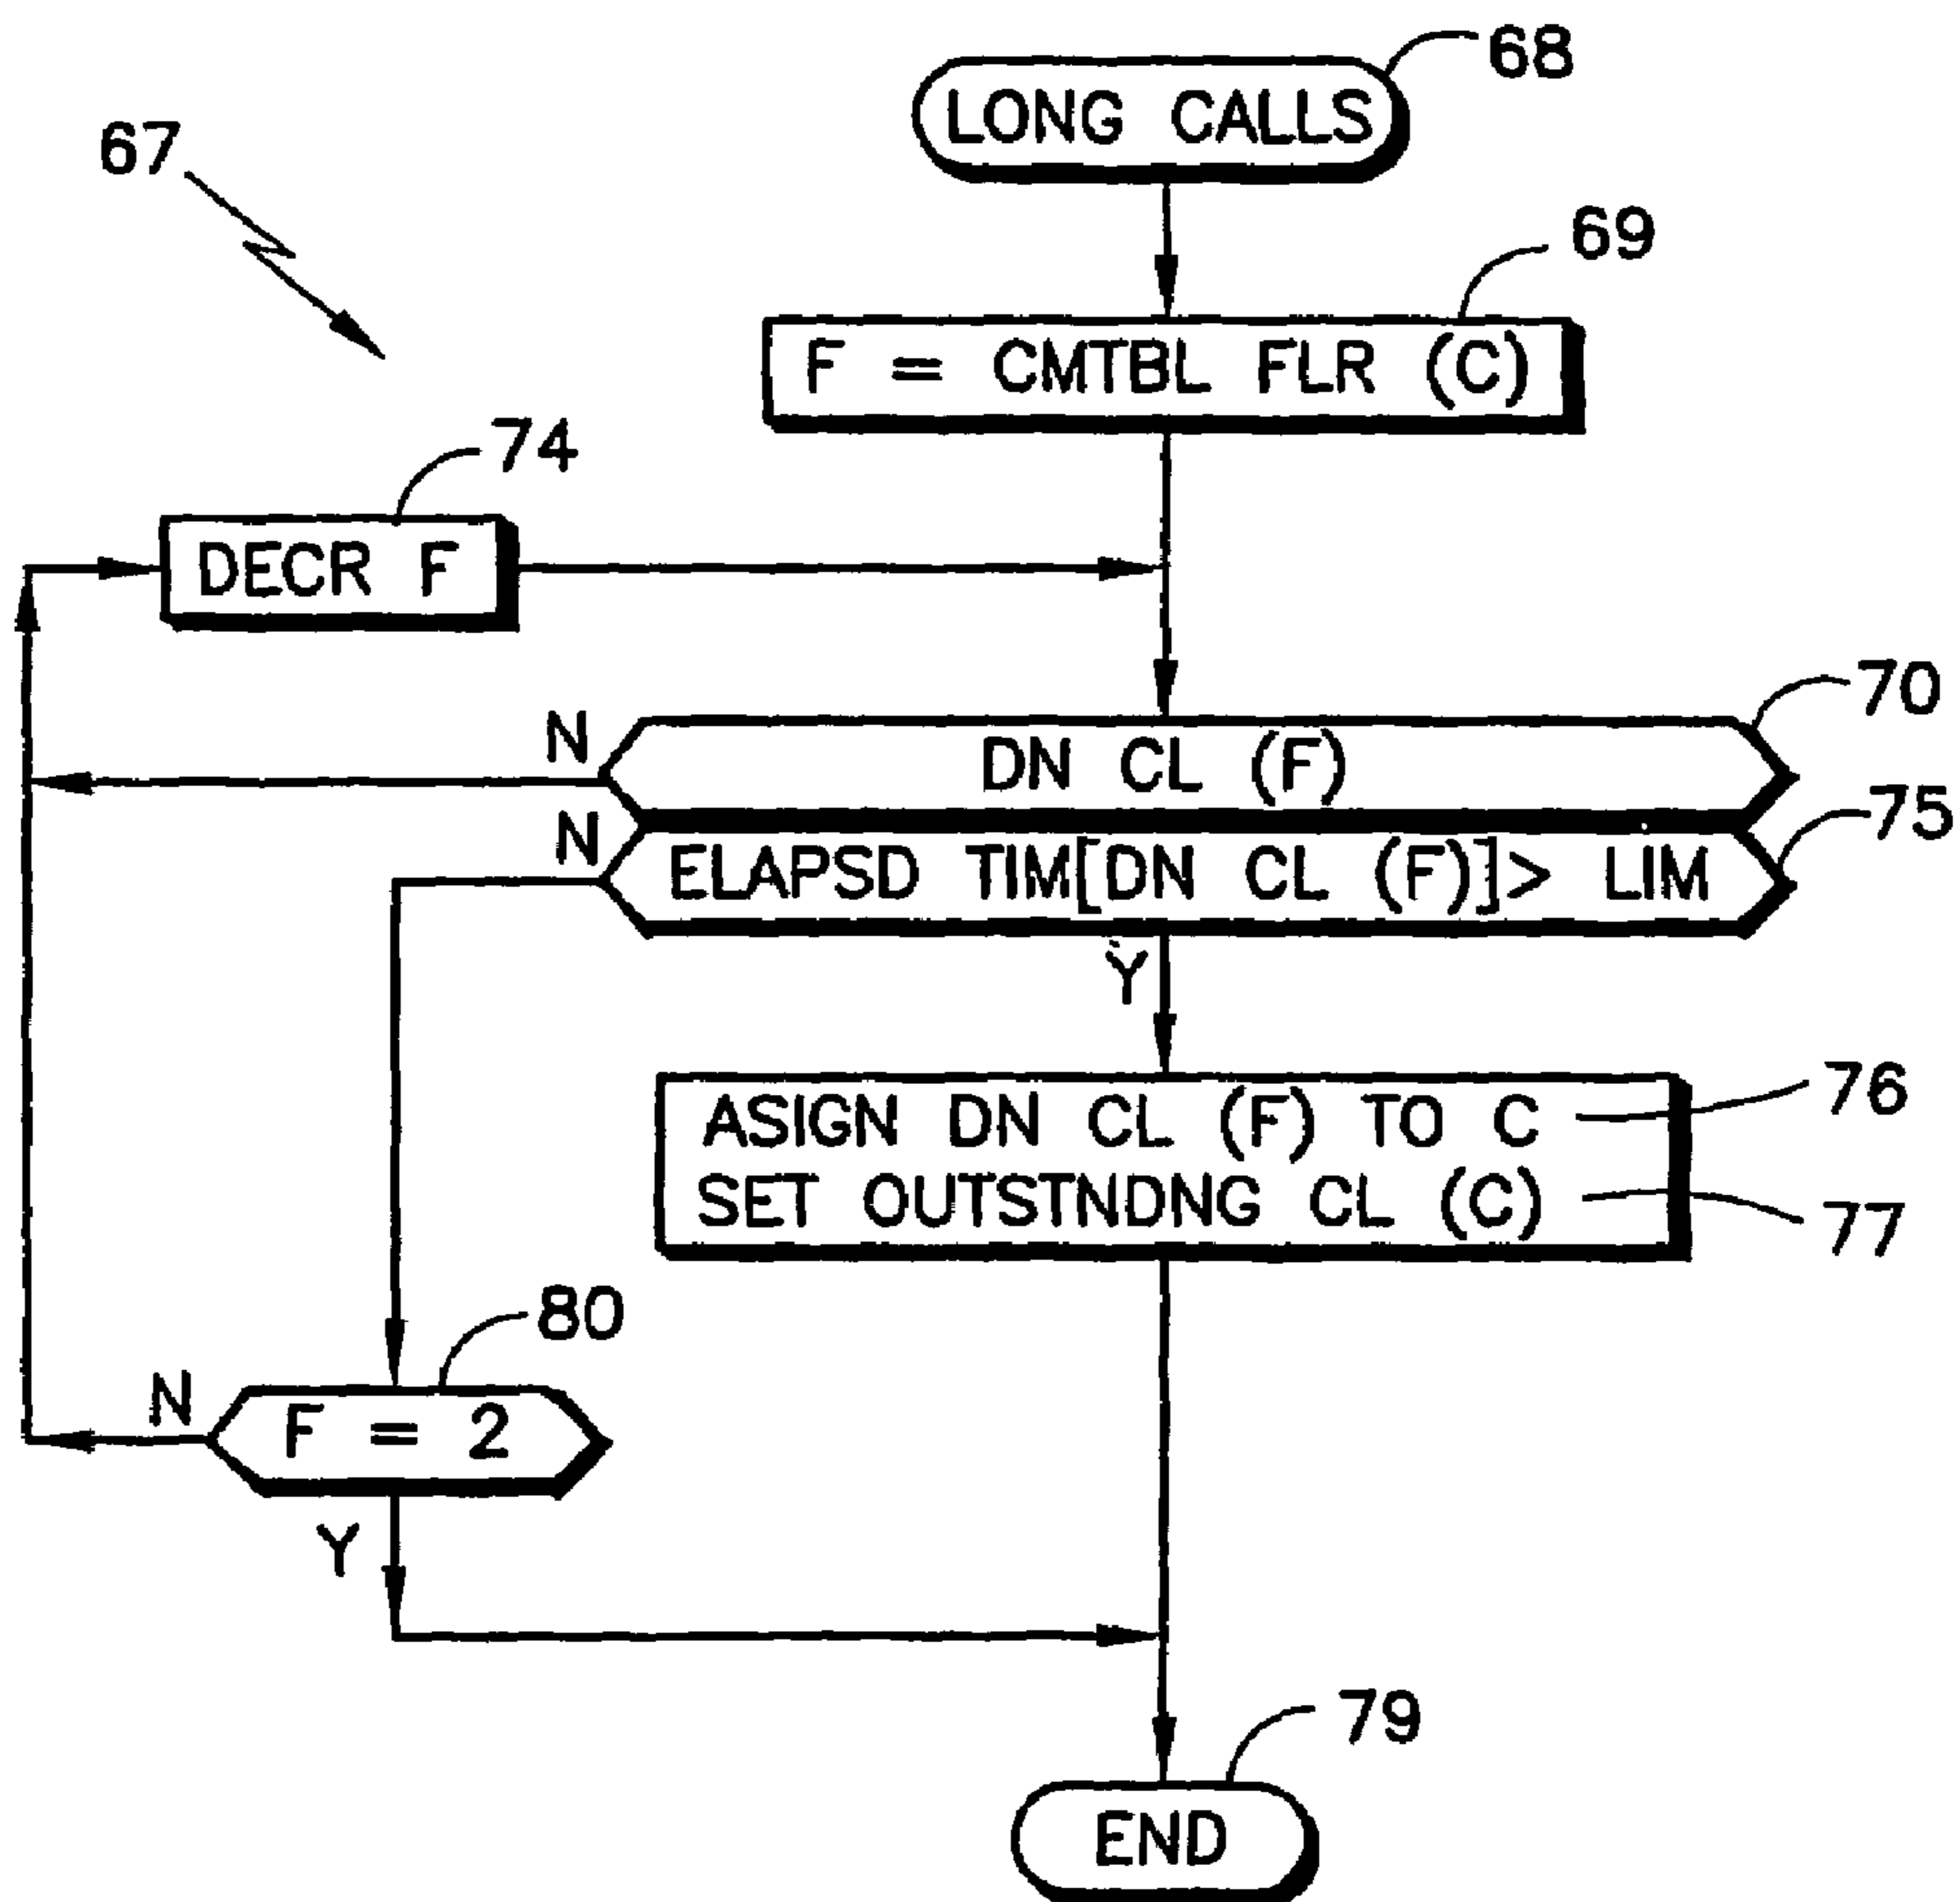 68
LONG CALLS
67
69
F = CMTBL FLR (C)
74
DECR F
70
N
DN CL (F)
75
N
ELAPSD TIM[DN CL (F)]> LIM
Y
76
ASIGN DN CL (F) TO C
SET OUTSTNDNG CL (C)
77
80
N
F = 2
Y
79
END